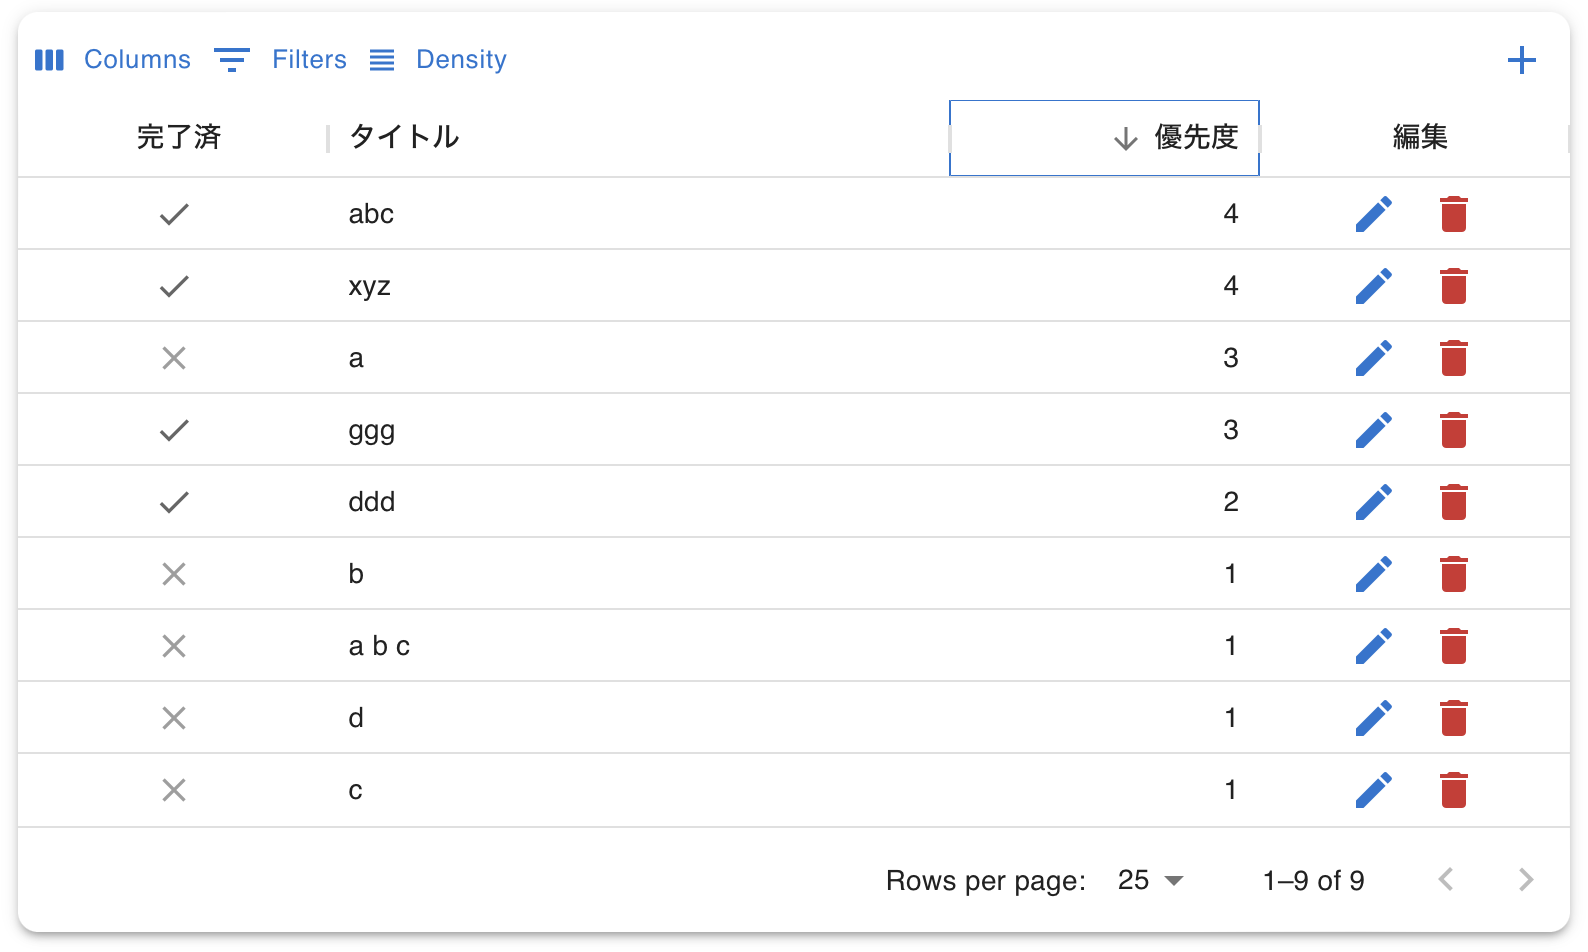 Columns Filters Density
完了済 タイトル 優先度 編集
abc 4
xyz 4
a 3
ggg 3
ddd 2
b 1
a b c 1
d 1
c 1
Rows per page: 25 1–9 of 9